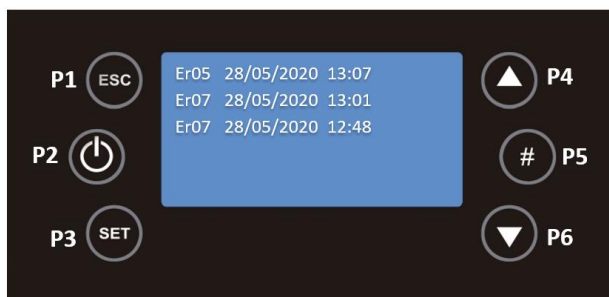 P1 ESC
P2
P3 SET
Er05 28/05/2020 13:07
Er07 28/05/2020 13:01
Er07 28/05/2020 12:48
P4
# P5
P6